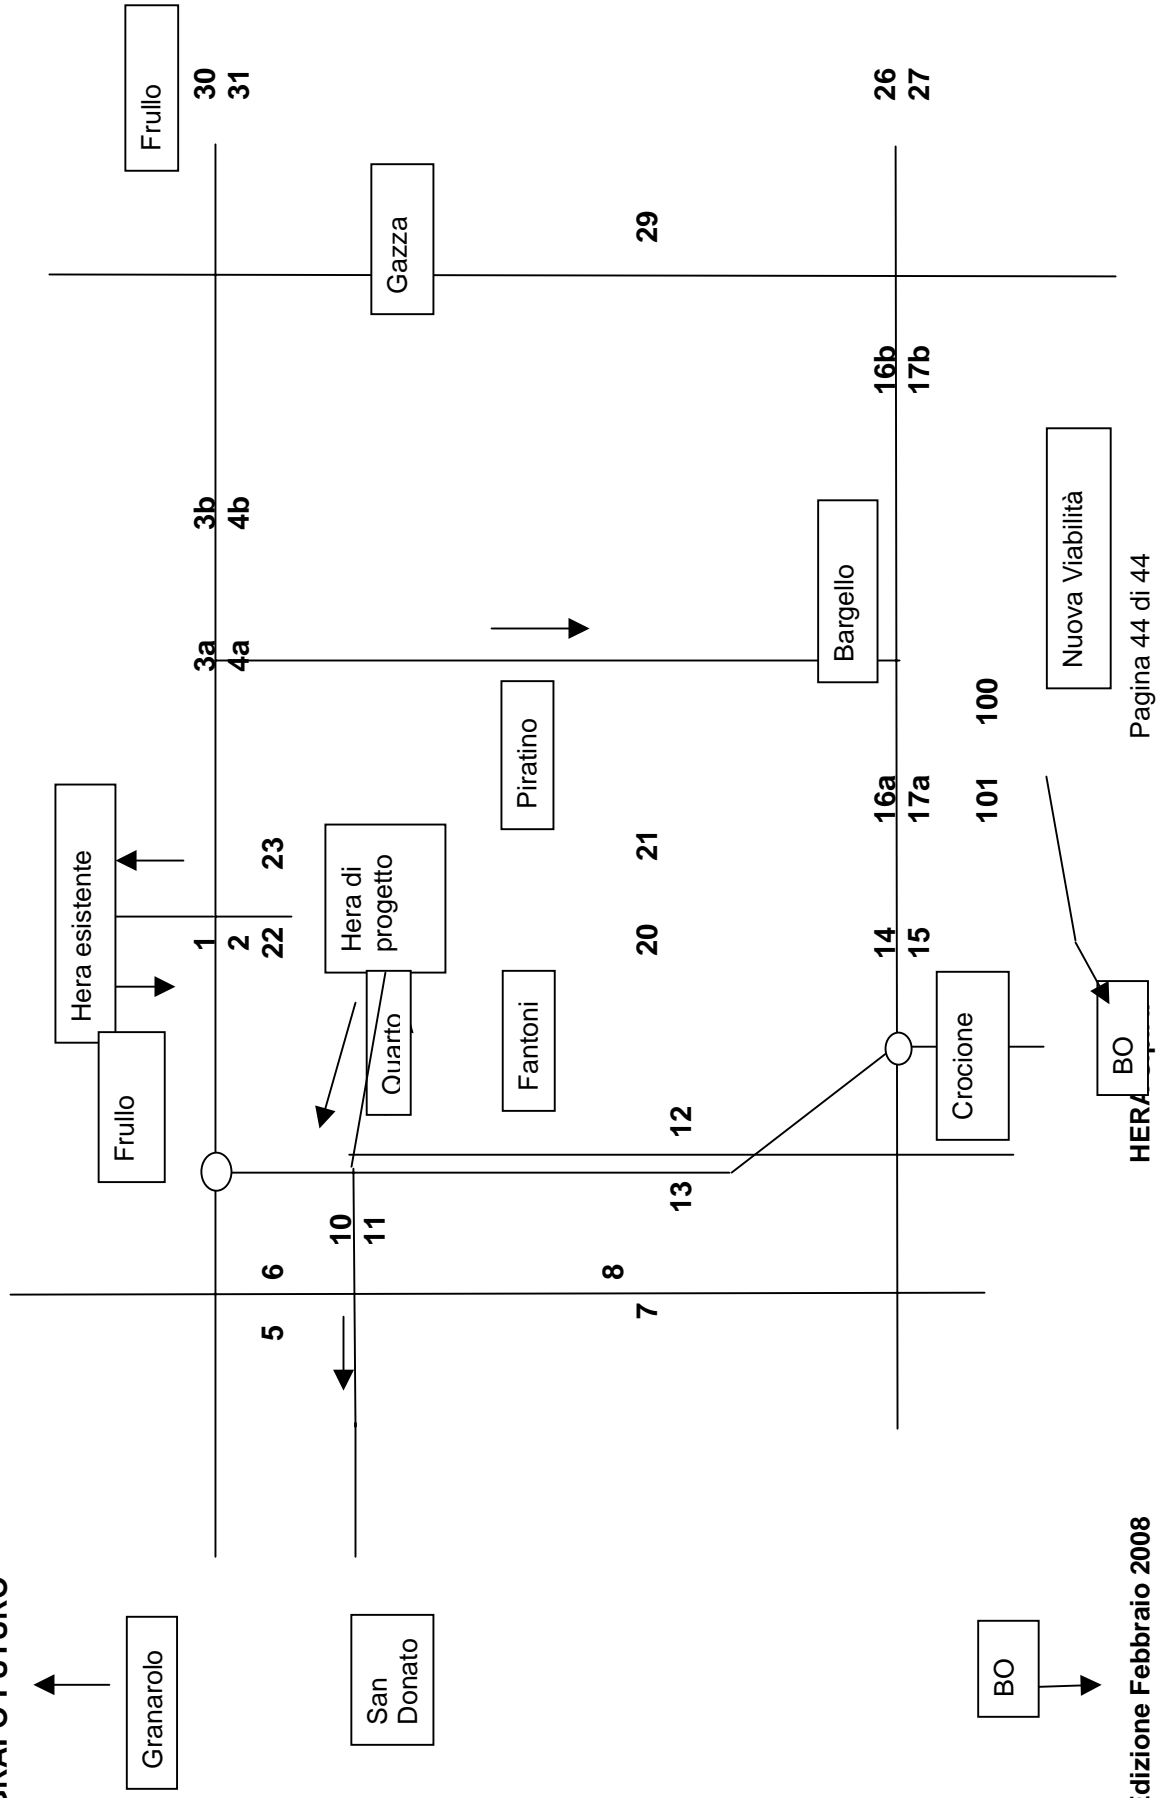 GRAFO FUTURO
Hera esistente
Frullo
Granarolo
Frullo
1
3a
3b
30
2
4a
4b
31
5
6
22
23
10
11
Hera di
progetto
San
Donato
Quarto
Gazza
Fantoni
Piratino
8
7
20
21
29
13
12
Bargello
14
16a
16b
26
15
17a
17b
27
Crocione
101
100
BO
Nuova Viabilità
BO
Edizione Febbraio 2008
HERA
Pagina 44 di 44